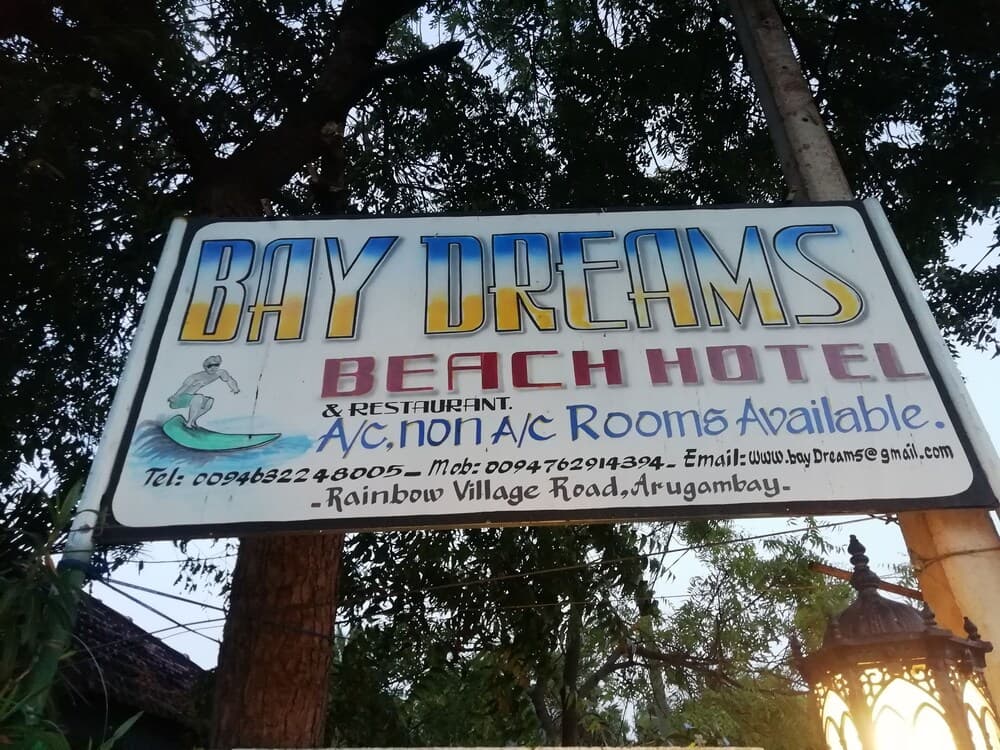 BAY DREAMS
BEACH HOTEL
& RESTAURANT.
A/C, non A/C Rooms Available.
Tel: 0094632248005 - Mob: 0094762914394 - Email: www.bayDreams@gmail.com
- Rainbow Village Road, Arugambay -